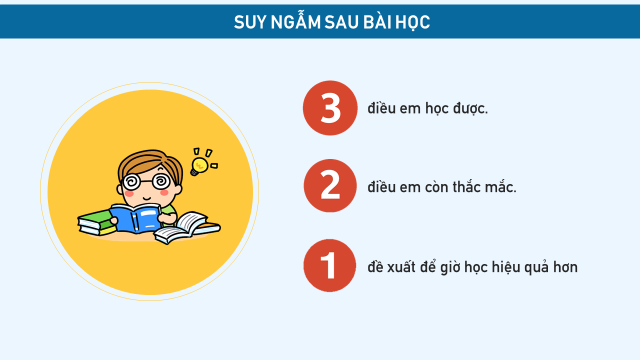 SUY NGẪM SAU BÀI HỌC
3 điều em học được.
2 điều em còn thắc mắc.
1 đề xuất để giờ học hiệu quả hơn